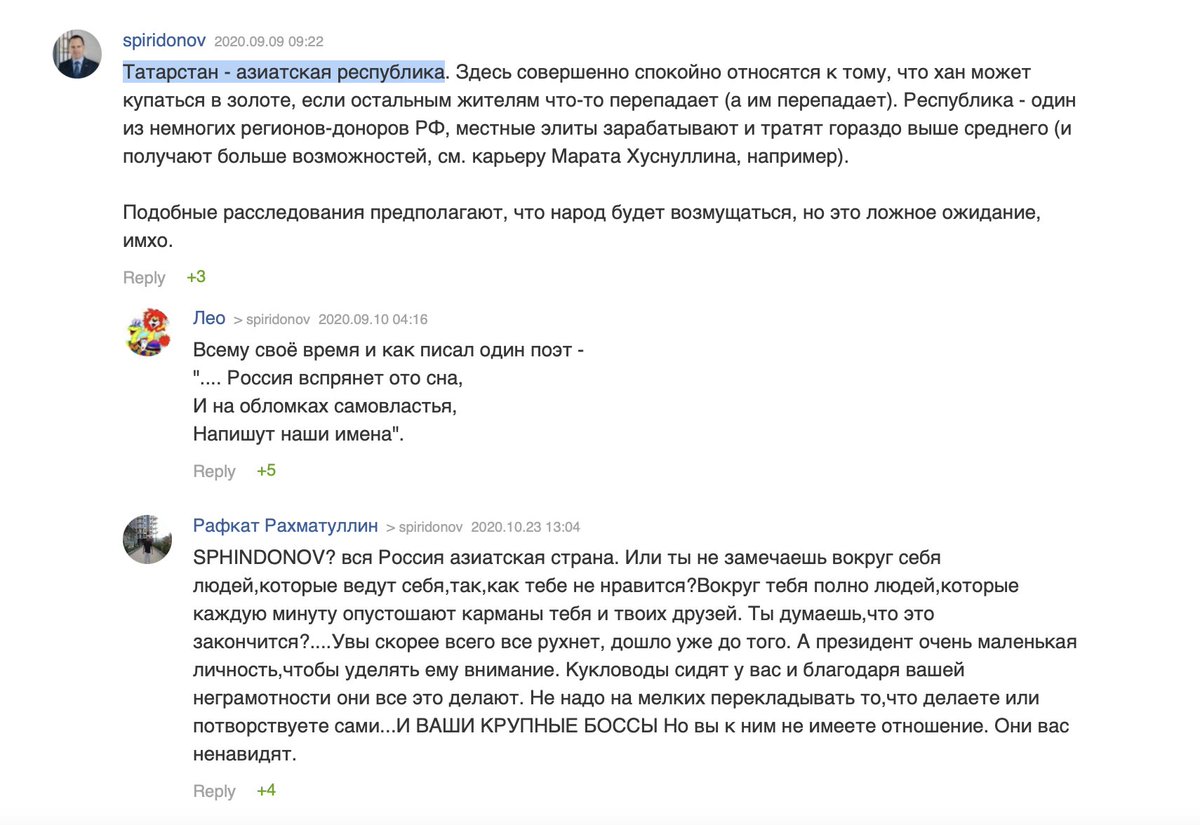 spiridonov 2020.09.09 09:22
Татарстан - азиатская республика. Здесь совершенно спокойно относятся к тому, что хан может
купаться в золоте, если остальным жителям что-то перепадает (а им перепадает). Республика - один
из немногих регионов-доноров РФ, местные элиты зарабатывают и тратят гораздо выше среднего (и
получают больше возможностей, см. карьеру Марата Хуснуллина, например).
Подобные расследования предполагают, что народ будет возмущаться, но это ложное ожидание,
имхо.
Reply +3
Лео > spiridonov 2020.09.10 04:16
Всему своё время и как писал один поэт -
".... Россия вспрянет ото сна,
И на обломках самовластья,
Напишут наши имена".
Reply +5
Рафкат Рахматуллин > spiridonov 2020.10.23 13:04
SPHINDONOV? вся Россия азиатская страна. Или ты не замечаешь вокруг себя
людей,которые ведут себя,так,как тебе не нравится?Вокруг тебя полно людей,которые
каждую минуту опустошают карманы тебя и твоих друзей. Ты думаешь,что это
закончится?....Увы скорее всего все рухнет, дошло уже до того. А президент очень маленькая
личность,чтобы уделять ему внимание. Кукловоды сидят у вас и благодаря вашей
неграмотности они все это делают. Не надо на мелких перекладывать то,что делаете или
потворствуете сами...И ВАШИ КРУПНЫЕ БОССЫ Но вы к ним не имеете отношение. Они вас
ненавидят.
Reply +4